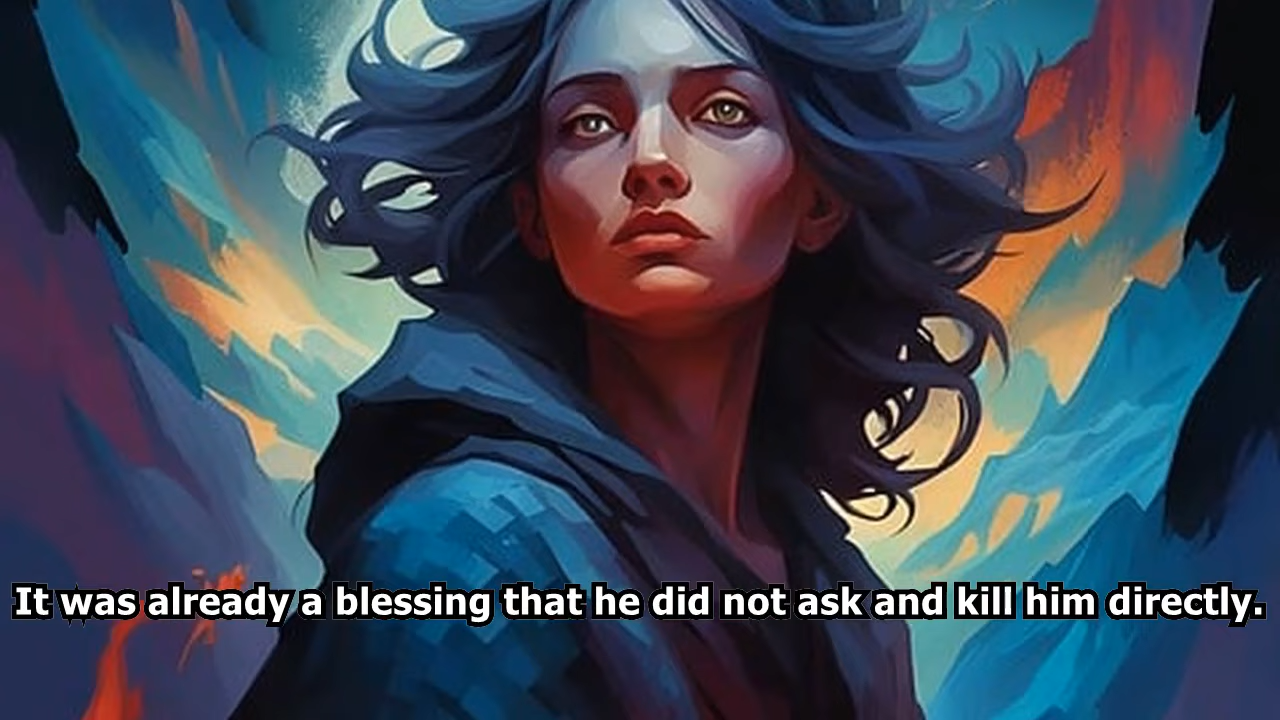 It was already a blessing that he did not ask and kill him directly.